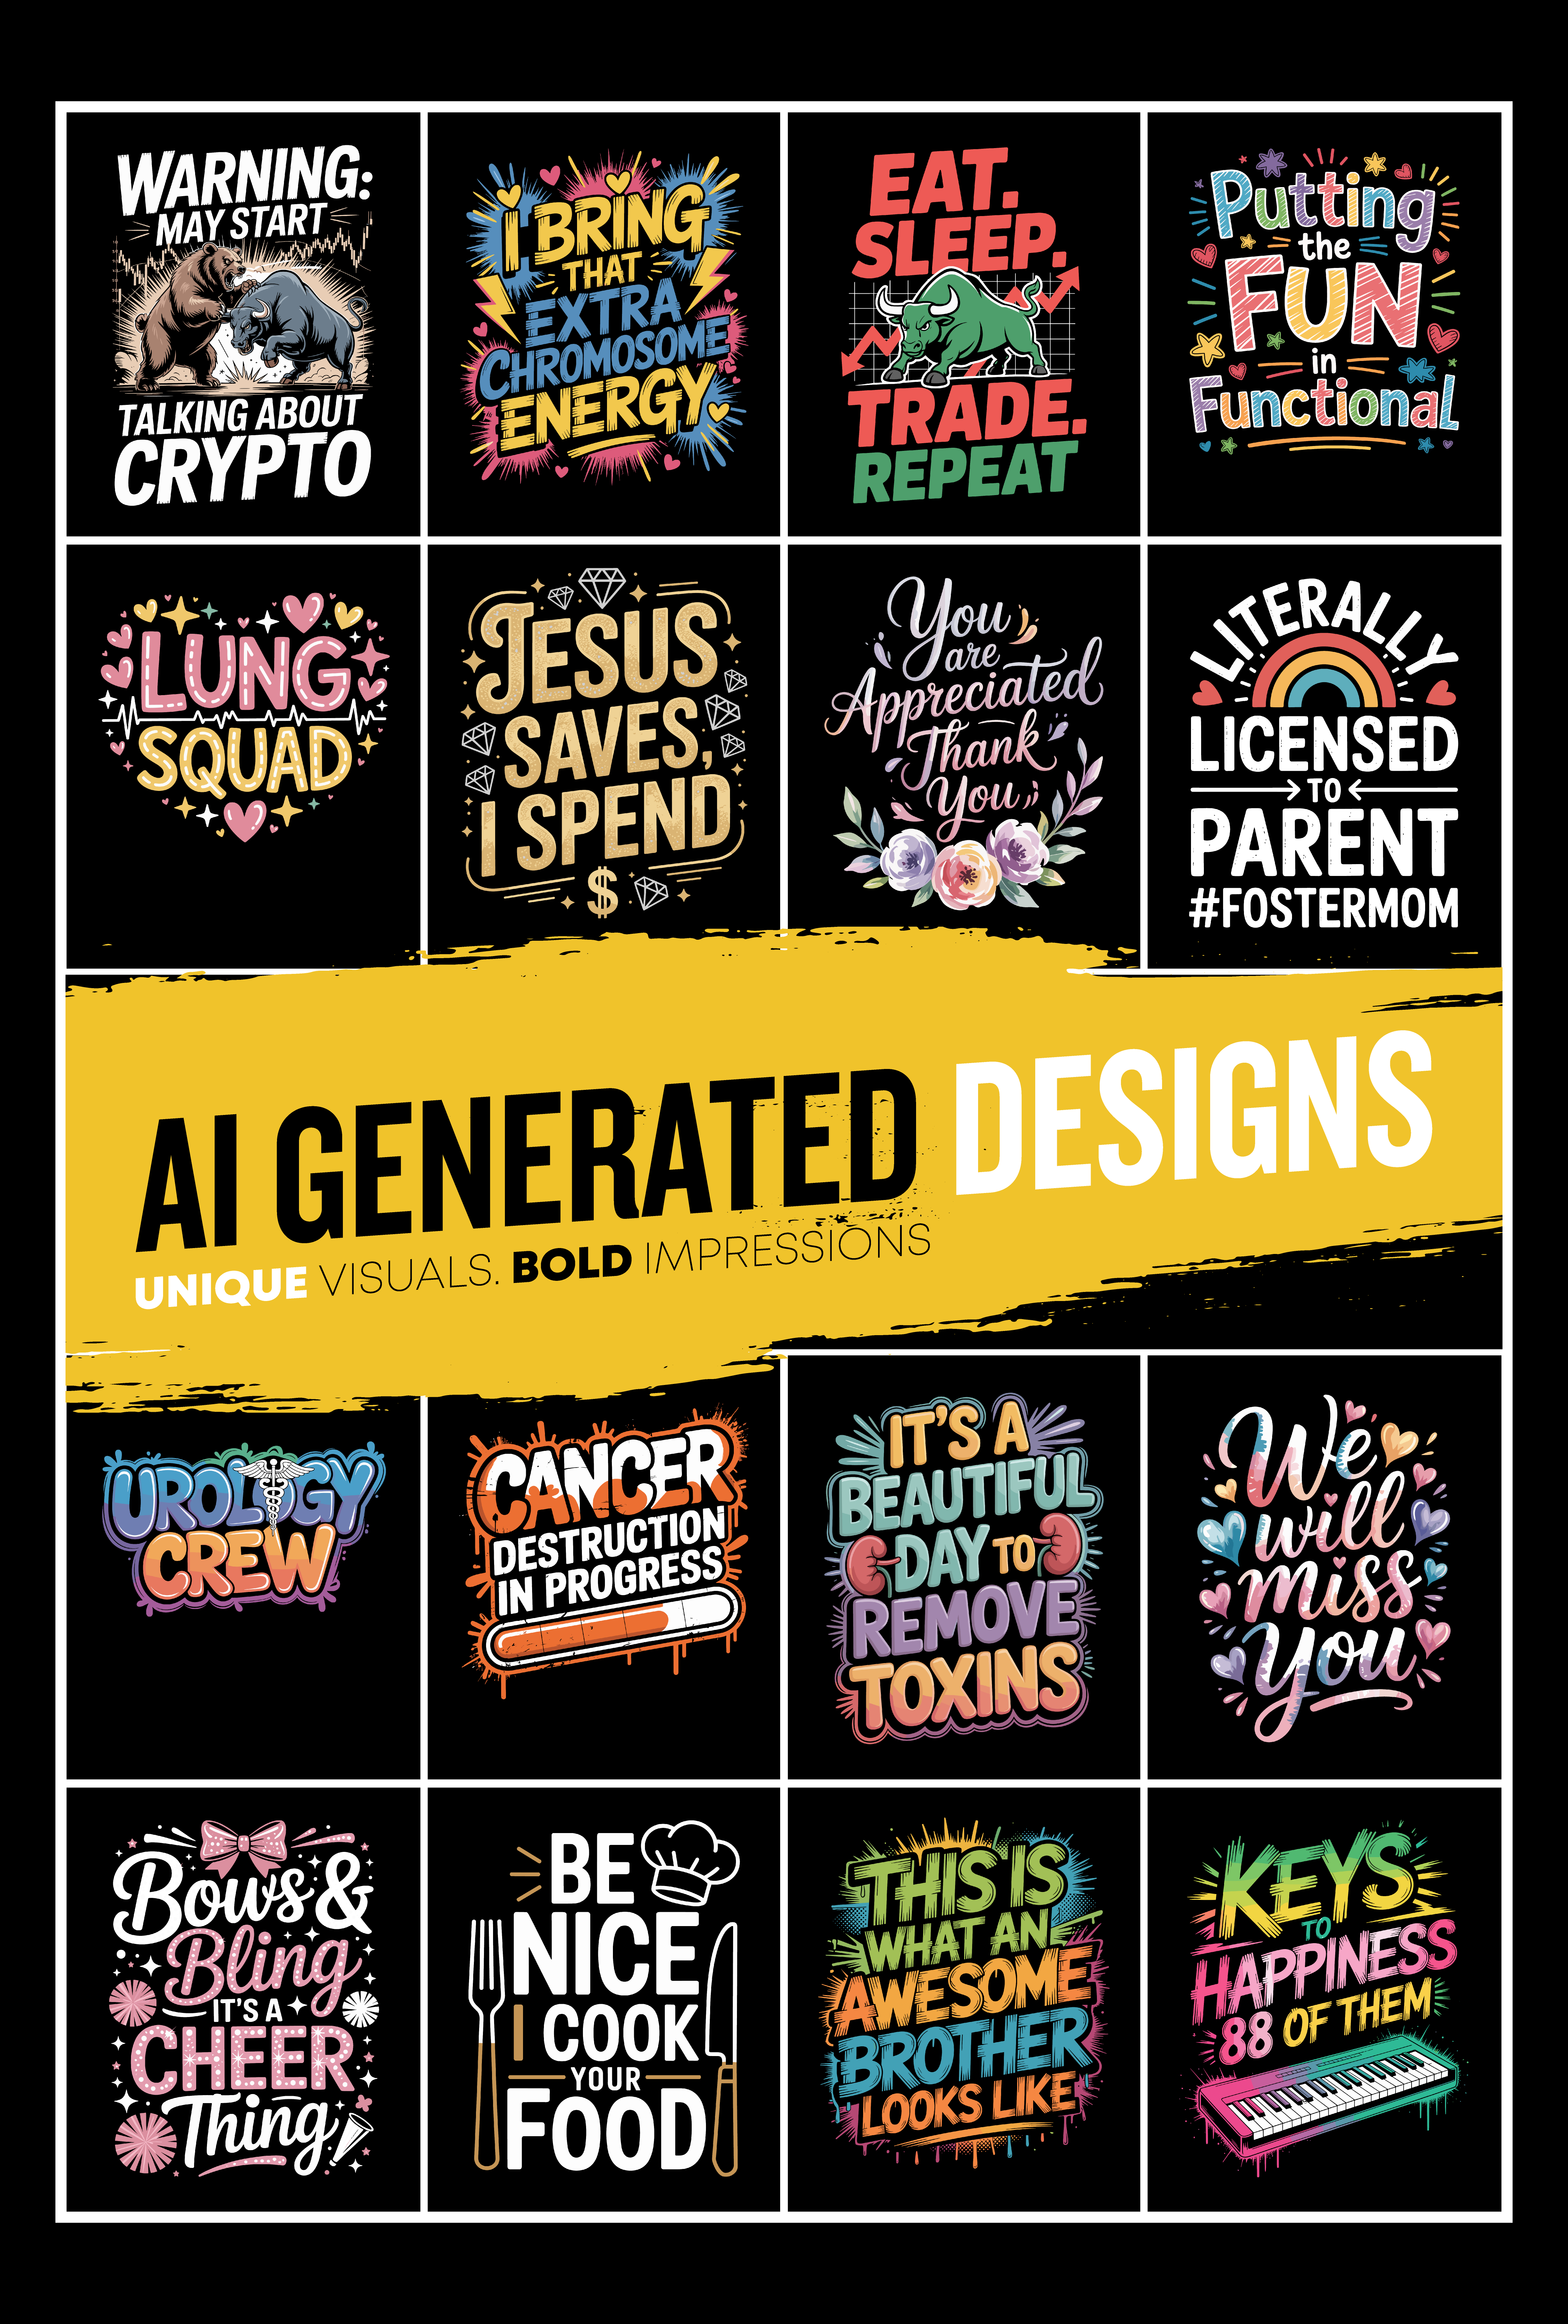 WARNING:
MAY START
TALKING ABOUT
CRYPTO
I BRING
THAT
EXTRA
CHROMOSOME
ENERGY
EAT.
SLEEP.
TRADE.
REPEAT
Putting
the
FUN
in
Functional
LUNG
SQUAD
JESUS
SAVES,
I SPEND
$
You
are
Appreciated
Thank
You
LITERALLY
LICENSED
TO
PARENT
#FOSTERMOM
AI GENERATED DESIGNS
UNIQUE VISUALS. BOLD IMPRESSIONS
UROLOGY
CREW
CANCER
DESTRUCTION
IN PROGRESS
IT'S A
BEAUTIFUL
DAY TO
REMOVE
TOXINS
We
will
miss
You
Bows &
Bling
IT'S A
CHEER
Thing
BE
NICE
I COOK
YOUR
FOOD
THIS IS
WHAT AN
AWESOME
BROTHER
LOOKS LIKE
KEYS
TO
HAPPINESS
88 OF THEM